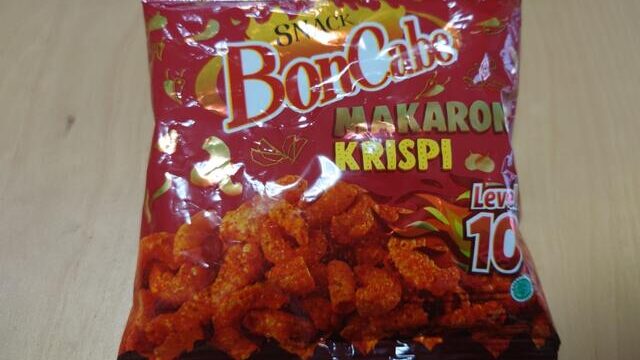 SNACK
BonCabe
MAKARONI
KRISPI
Level
10